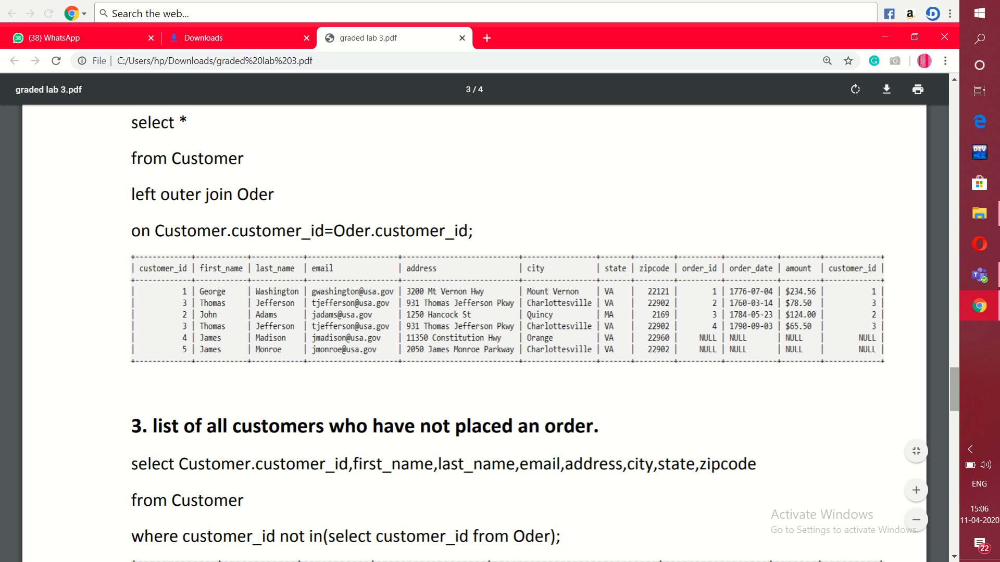 Search the web...
(38) WhatsApp
Downloads
graded lab 3.pdf
File | C:/Users/hp/Downloads/graded%20lab%203.pdf
graded lab 3.pdf
3 / 4
select *
from Customer
left outer join Oder
on Customer.customer_id=Oder.customer_id;
| customer_id | first_name | last_name | email | address | city | state | zipcode | order_id | order_date | amount | customer_id |
| 1 | George | Washington | gwashington@usa.gov | 3200 Mt Vernon Hwy | Mount Vernon | VA | 22121 | 1 | 1776-07-04 | $234.56 | 1 |
| 3 | Thomas | Jefferson | tjefferson@usa.gov | 931 Thomas Jefferson Pkwy | Charlottesville | VA | 22902 | 2 | 1760-03-14 | $78.50 | 3 |
| 2 | John | Adams | jadams@usa.gov | 1250 Hancock St | Quincy | MA | 2169 | 3 | 1784-05-23 | $124.00 | 2 |
| 3 | Thomas | Jefferson | tjefferson@usa.gov | 931 Thomas Jefferson Pkwy | Charlottesville | VA | 22902 | 4 | 1790-09-03 | $65.50 | 3 |
| 4 | James | Madison | jmadison@usa.gov | 11350 Constitution Hwy | Orange | VA | 22960 | NULL | NULL | NULL | NULL |
| 5 | James | Monroe | jmonroe@usa.gov | 2050 James Monroe Parkway | Charlottesville | VA | 22902 | NULL | NULL | NULL | NULL |
3. list of all customers who have not placed an order.
select Customer.customer_id,first_name,last_name,email,address,city,state,zipcode
from Customer
where customer_id not in(select customer_id from Oder);
Activate Windows
Go to Settings to activate Windows.
DEV
C++
ENG
15:06
11-04-2020
22